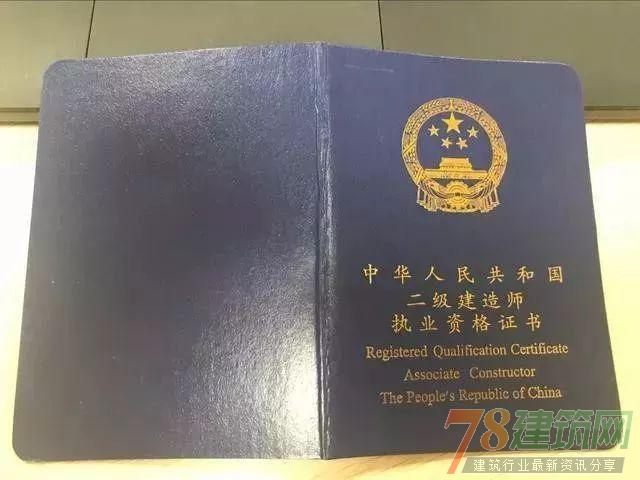 中华人民共和国
二级建造师
执业资格证书
Registered Qualification Certificate
Associate Constructor
The People's Republic of China
78建筑网
建筑行业最新资讯分享